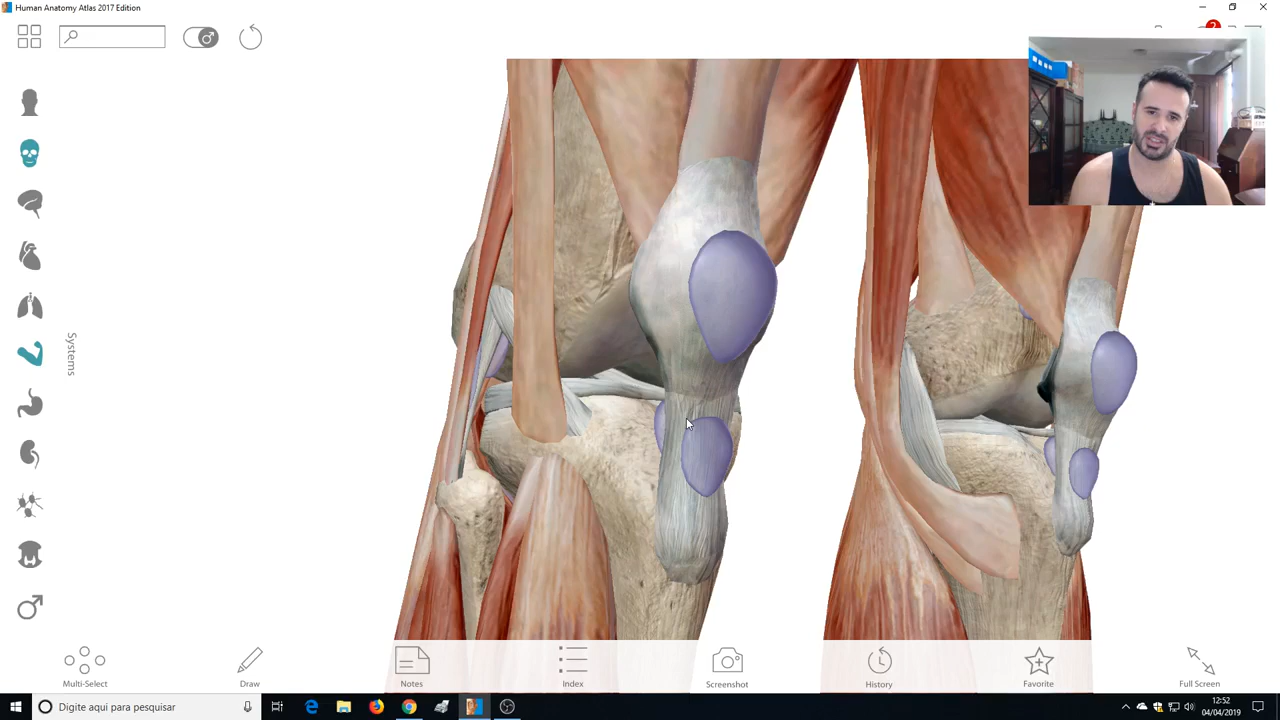 Human Anatomy Atlas 2017 Edition
2
Systems
Multi-Select
Draw
Notes
Index
Screenshot
History
Favorite
Full Screen
Digite aqui para pesquisar
12:52
04/04/2019